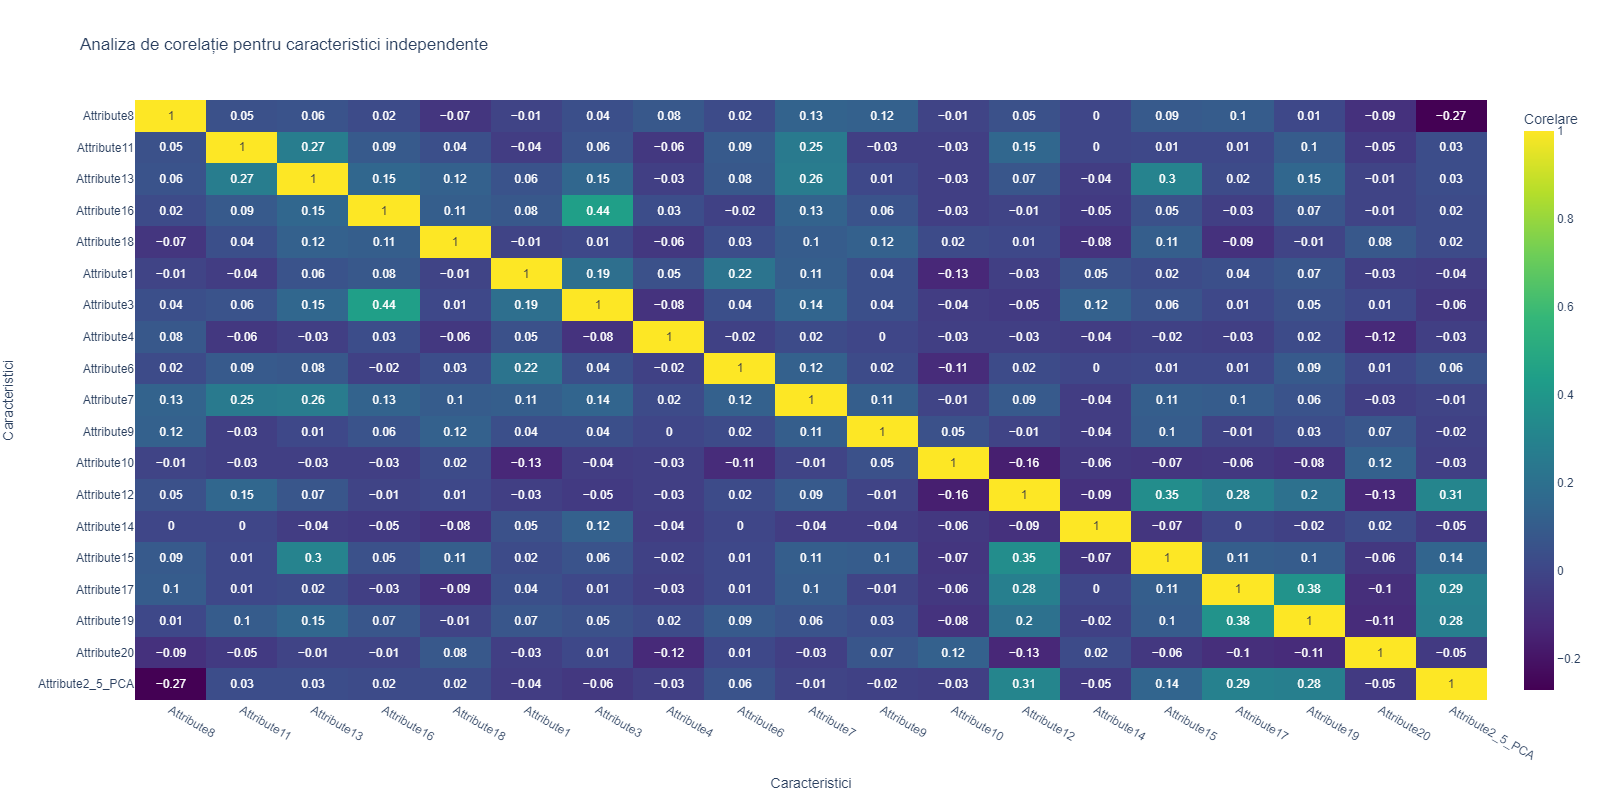 Analiza de corelație pentru caracteristici independente
Corelare
Attribute8 1 0.05 0.06 0.02 −0.07 −0.01 0.04 0.08 0.02 0.13 0.12 −0.01 0.05 0 0.09 0.1 0.01 −0.09 −0.27
Attribute11 0.05 1 0.27 0.09 0.04 −0.04 0.06 −0.06 0.09 0.25 −0.03 −0.03 0.15 0 0.01 0.01 0.1 −0.05 0.03
Attribute13 0.06 0.27 1 0.15 0.12 0.06 0.15 −0.03 0.08 0.26 0.01 −0.03 0.07 −0.04 0.3 0.02 0.15 −0.01 0.03
Attribute16 0.02 0.09 0.15 1 0.11 0.08 0.44 0.03 −0.02 0.13 0.06 −0.03 −0.01 −0.05 0.05 −0.03 0.07 −0.01 0.02
Attribute18 −0.07 0.04 0.12 0.11 1 −0.01 0.01 −0.06 0.03 0.1 0.12 0.02 0.01 −0.08 0.11 −0.09 −0.01 0.08 0.02
Attribute1 −0.01 −0.04 0.06 0.08 −0.01 1 0.19 0.05 0.22 0.11 0.04 −0.13 −0.03 0.05 0.02 0.04 0.07 −0.03 −0.04
Attribute3 0.04 0.06 0.15 0.44 0.01 0.19 1 −0.08 0.04 0.14 0.04 −0.04 −0.05 0.12 0.06 0.01 0.05 0.01 −0.06
Attribute4 0.08 −0.06 −0.03 0.03 −0.06 0.05 −0.08 1 −0.02 0.02 0 −0.03 −0.03 −0.04 −0.02 −0.03 0.02 −0.12 −0.03
Attribute6 0.02 0.09 0.08 −0.02 0.03 0.22 0.04 −0.02 1 0.12 0.02 −0.11 0.02 0 0.01 0.01 0.09 0.01 0.06
Attribute7 0.13 0.25 0.26 0.13 0.1 0.11 0.14 0.02 0.12 1 0.11 −0.01 0.09 −0.04 0.11 0.1 0.06 −0.03 −0.01
Attribute9 0.12 −0.03 0.01 0.06 0.12 0.04 0.04 0 0.02 0.11 1 0.05 −0.01 −0.04 0.1 −0.01 0.03 0.07 −0.02
Attribute10 −0.01 −0.03 −0.03 −0.03 0.02 −0.13 −0.04 −0.03 −0.11 −0.01 0.05 1 −0.16 −0.06 −0.07 −0.06 −0.08 0.12 −0.03
Attribute12 0.05 0.15 0.07 −0.01 0.01 −0.03 −0.05 −0.03 0.02 0.09 −0.01 −0.16 1 −0.09 0.35 0.28 0.2 −0.13 0.31
Attribute14 0 0 −0.04 −0.05 −0.08 0.05 0.12 −0.04 0 −0.04 −0.04 −0.06 −0.09 1 −0.07 0 −0.02 0.02 −0.05
Attribute15 0.09 0.01 0.3 0.05 0.11 0.02 0.06 −0.02 0.01 0.11 0.1 −0.07 0.35 −0.07 1 0.11 0.1 −0.06 0.14
Attribute17 0.1 0.01 0.02 −0.03 −0.09 0.04 0.01 −0.03 0.01 0.1 −0.01 −0.06 0.28 0 0.11 1 0.38 −0.1 0.29
Attribute19 0.01 0.1 0.15 0.07 −0.01 0.07 0.05 0.02 0.09 0.06 0.03 −0.08 0.2 −0.02 0.1 0.38 1 −0.11 0.28
Attribute20 −0.09 −0.05 −0.01 −0.01 0.08 −0.03 0.01 −0.12 0.01 −0.03 0.07 0.12 −0.13 0.02 −0.06 −0.1 −0.11 1 −0.05
Attribute2_5_PCA −0.27 0.03 0.03 0.02 0.02 −0.04 −0.06 −0.03 0.06 −0.01 −0.02 −0.03 0.31 −0.05 0.14 0.29 0.28 −0.05 1
Attribute8 Attribute11 Attribute13 Attribute16 Attribute18 Attribute1 Attribute3 Attribute4 Attribute6 Attribute7 Attribute9 Attribute10 Attribute12 Attribute14 Attribute15 Attribute17 Attribute19 Attribute20 Attribute2_5_PCA
Caracteristici
Caracteristici
1
0.8
0.6
0.4
0.2
0
−0.2